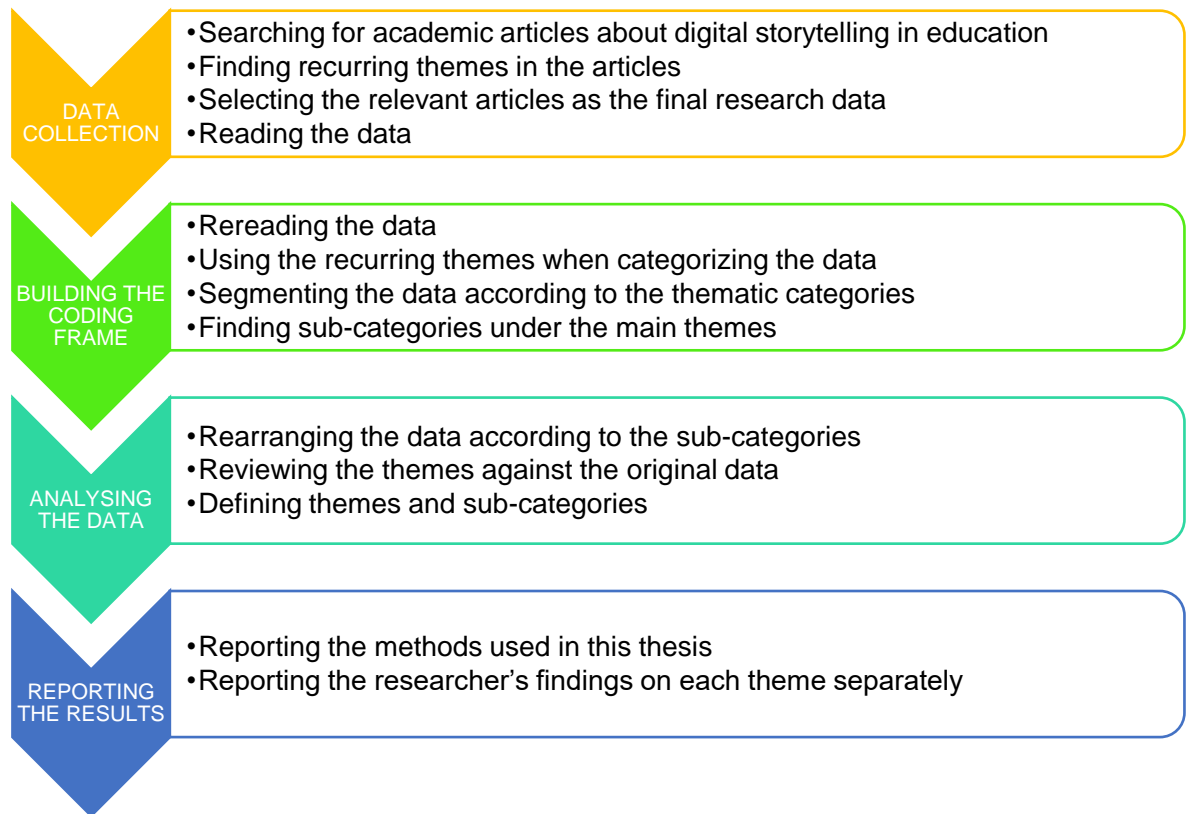 DATA
COLLECTION
•Searching for academic articles about digital storytelling in education
•Finding recurring themes in the articles
•Selecting the relevant articles as the final research data
•Reading the data
BUILDING THE
CODING
FRAME
•Rereading the data
•Using the recurring themes when categorizing the data
•Segmenting the data according to the thematic categories
•Finding sub-categories under the main themes
ANALYSING
THE DATA
•Rearranging the data according to the sub-categories
•Reviewing the themes against the original data
•Defining themes and sub-categories
REPORTING
THE RESULTS
•Reporting the methods used in this thesis
•Reporting the researcher’s findings on each theme separately